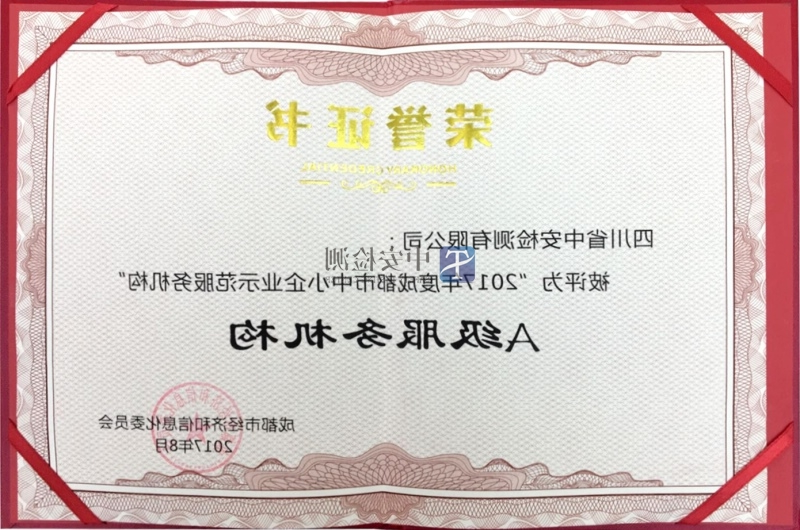 荣誉证书
HONORARY CREDENTIAL
四川省中安检测有限公司：
中安检测
被评为“2017年度成都市中小企业示范服务机构”
A级服务机构
成都市经济和信息化委员会
2017年8月